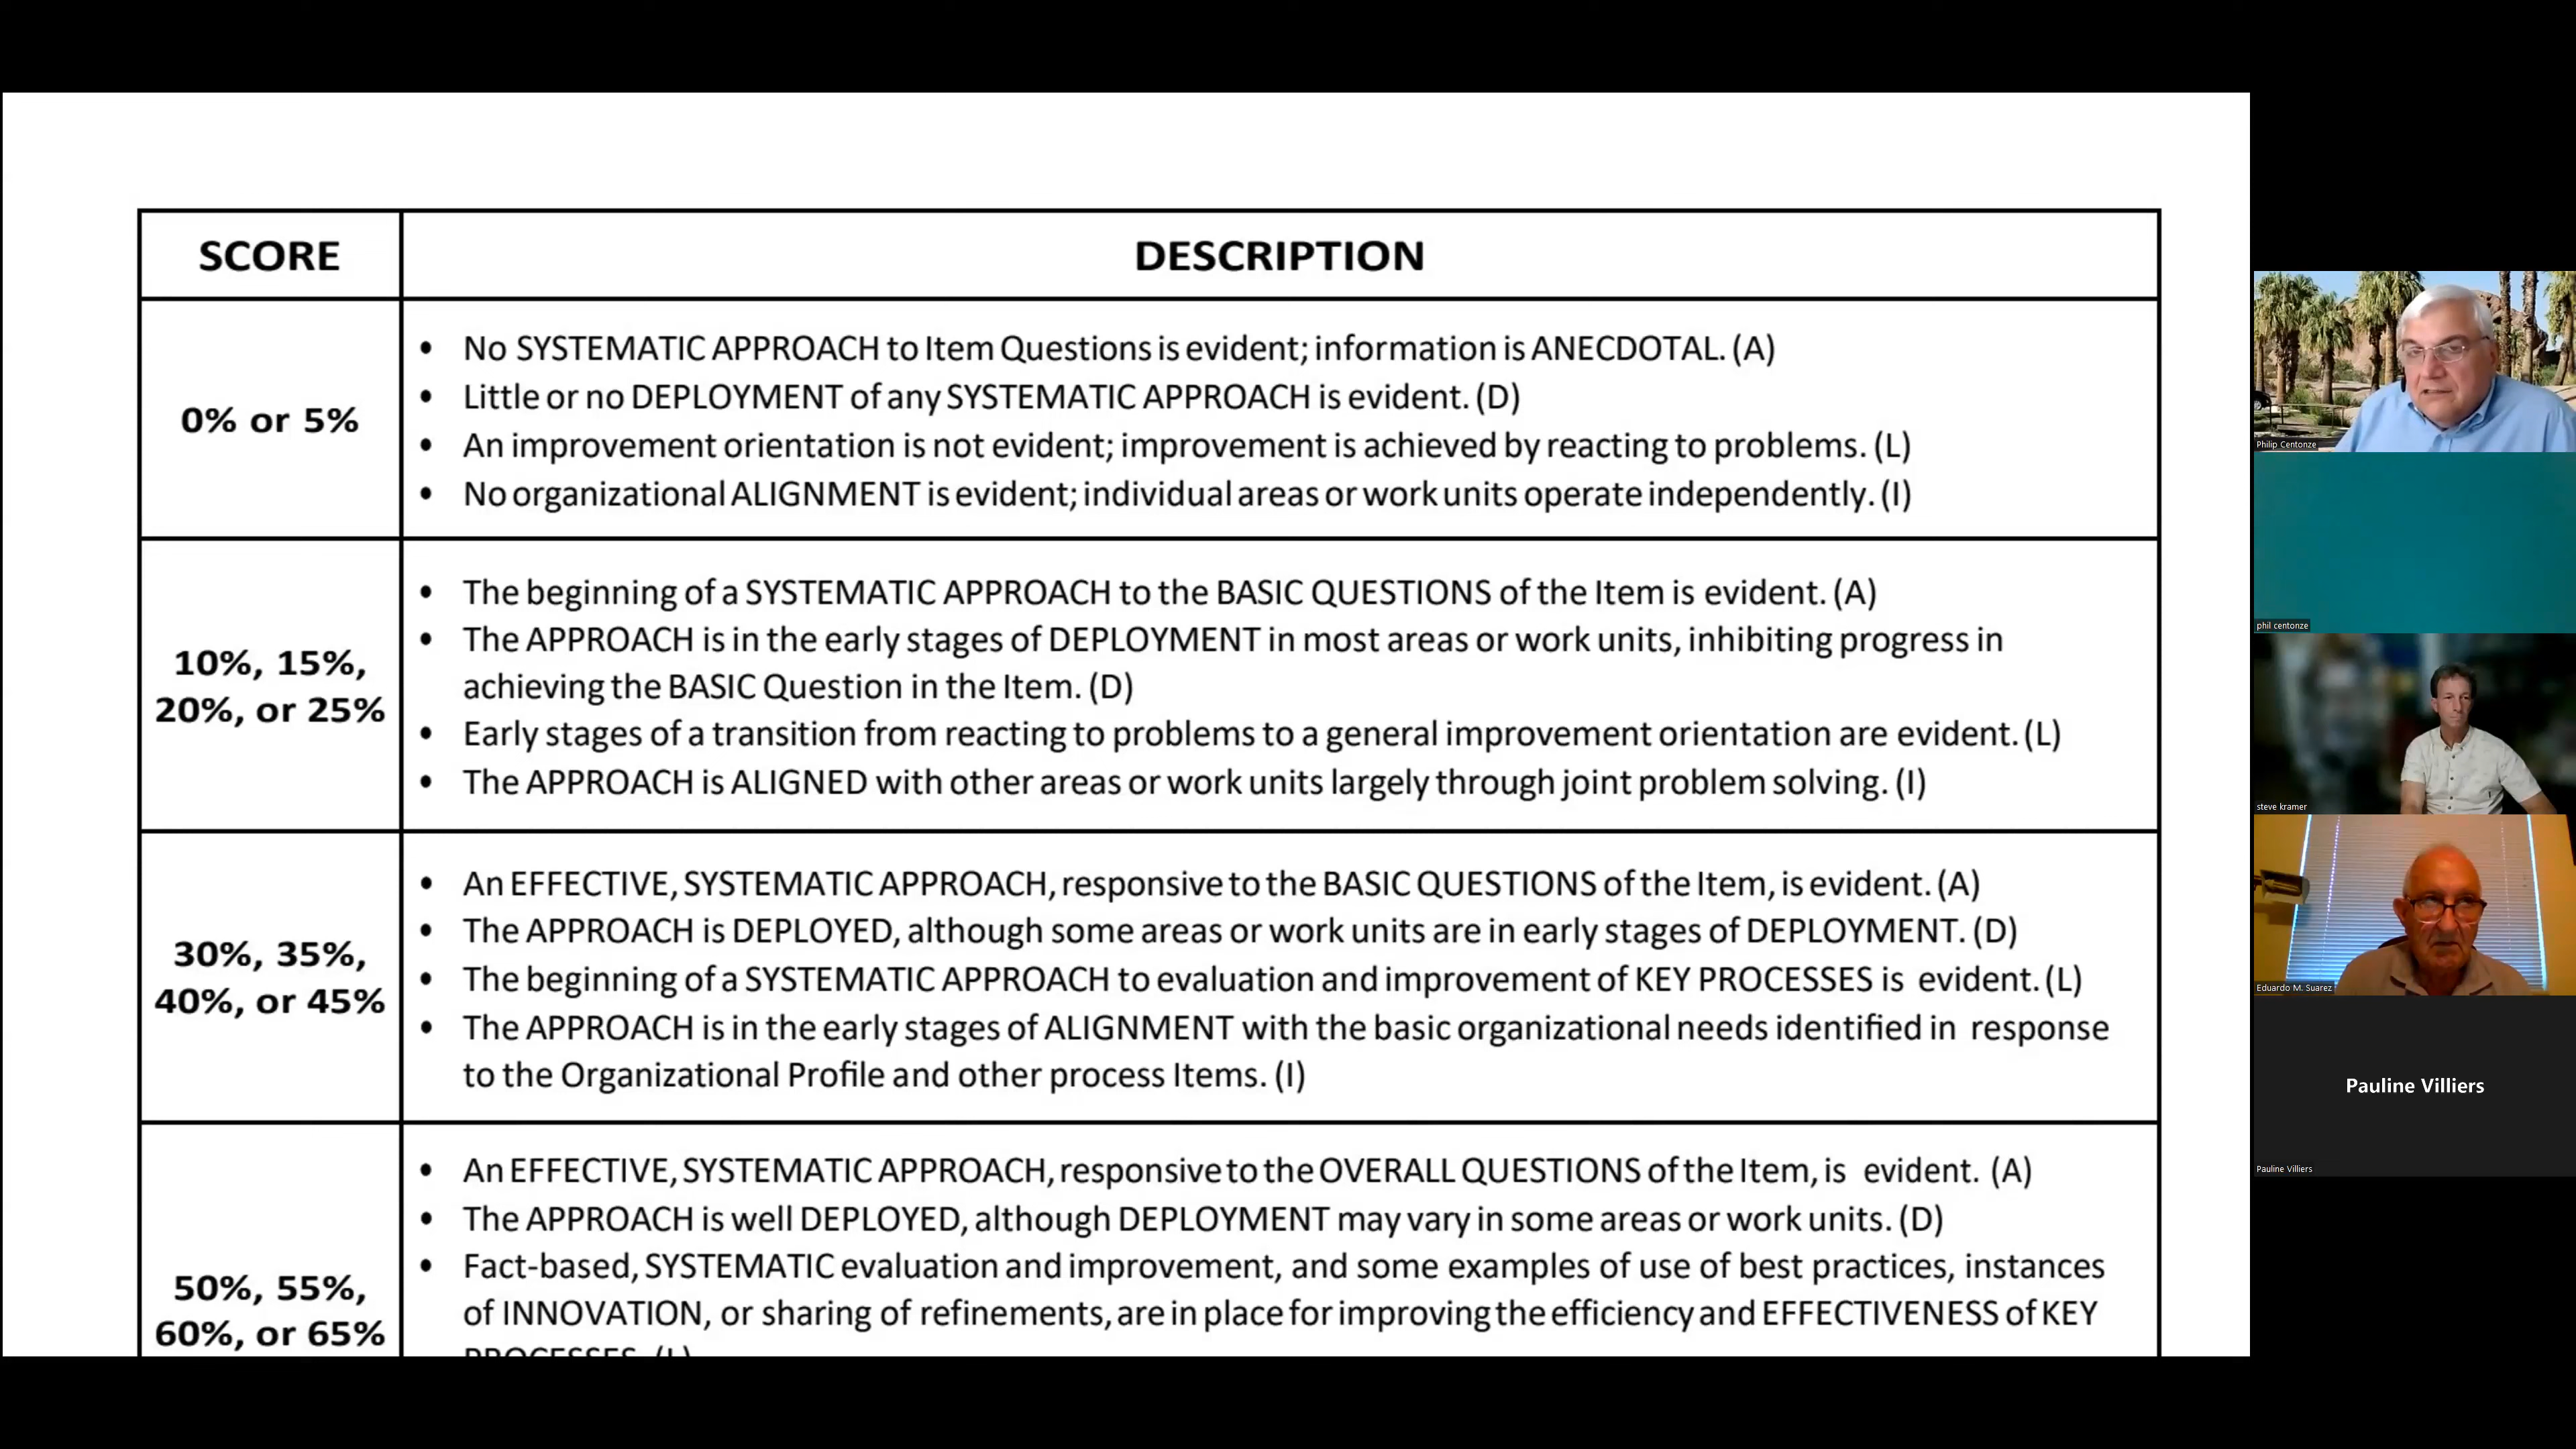 SCORE
DESCRIPTION
0% or 5%
• No SYSTEMATIC APPROACH to Item Questions is evident; information is ANECDOTAL. (A)
• Little or no DEPLOYMENT of any SYSTEMATIC APPROACH is evident. (D)
• An improvement orientation is not evident; improvement is achieved by reacting to problems. (L)
• No organizational ALIGNMENT is evident; individual areas or work units operate independently. (I)
10%, 15%,
20%, or 25%
• The beginning of a SYSTEMATIC APPROACH to the BASIC QUESTIONS of the Item is evident. (A)
• The APPROACH is in the early stages of DEPLOYMENT in most areas or work units, inhibiting progress in
achieving the BASIC Question in the Item. (D)
• Early stages of a transition from reacting to problems to a general improvement orientation are evident. (L)
• The APPROACH is ALIGNED with other areas or work units largely through joint problem solving. (I)
30%, 35%,
40%, or 45%
• An EFFECTIVE, SYSTEMATIC APPROACH, responsive to the BASIC QUESTIONS of the Item, is evident. (A)
• The APPROACH is DEPLOYED, although some areas or work units are in early stages of DEPLOYMENT. (D)
• The beginning of a SYSTEMATIC APPROACH to evaluation and improvement of KEY PROCESSES is evident. (L)
• The APPROACH is in the early stages of ALIGNMENT with the basic organizational needs identified in response
to the Organizational Profile and other process Items. (I)
50%, 55%,
60%, or 65%
• An EFFECTIVE, SYSTEMATIC APPROACH, responsive to the OVERALL QUESTIONS of the Item, is evident. (A)
• The APPROACH is well DEPLOYED, although DEPLOYMENT may vary in some areas or work units. (D)
• Fact-based, SYSTEMATIC evaluation and improvement, and some examples of use of best practices, instances
of INNOVATION, or sharing of refinements, are in place for improving the efficiency and EFFECTIVENESS of KEY
PROCESSES. (L)
Philip Centonze
phil centonze
steve kramer
Eduardo M. Suarez
Pauline Villiers
Pauline Villiers